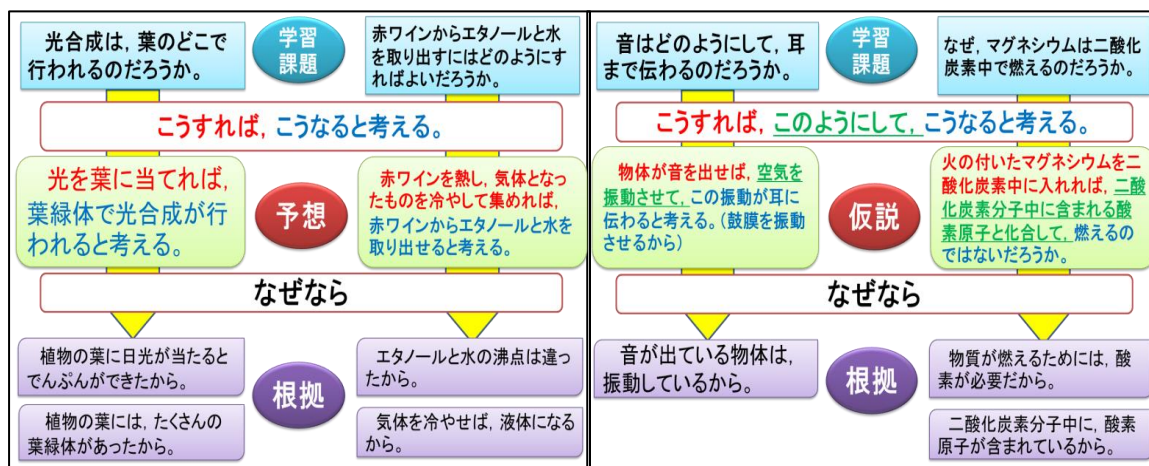 光合成は，葉のどこで
行われるのだろうか。
学習
課題
赤ワインからエタノールと水
を取り出すにはどのようにす
ればよいだろうか。
こうすれば，こうなると考える。
光を葉に当てれば，
葉緑体で光合成が行
われると考える。
予想
赤ワインを熱し，気体となっ
たものを冷やして集めれば，
赤ワインからエタノールと水を
取り出せると考える。
なぜなら
植物の葉に日光が当たると
でんぷんができたから。
植物の葉には，たくさんの
葉緑体があったから。
根拠
エタノールと水の沸点は違っ
たから。
気体を冷やせば，液体になる
から。
音はどのようにして，耳
まで伝わるのだろうか。
学習
課題
なぜ，マグネシウムは二酸化
炭素中で燃えるのだろうか。
こうすれば，このようにして，こうなると考える。
物体が音を出せば，空気を
振動させて，この振動が耳に
伝わると考える。（鼓膜を振動
させるから）
仮説
火の付いたマグネシウムを二
酸化炭素中に入れれば，二酸
化炭素分子中に含まれる酸
素原子と化合して，燃えるの
ではないだろうか。
なぜなら
音が出ている物体は，
振動しているから。
根拠
物質が燃えるためには，酸
素が必要だから。
二酸化炭素分子中に，酸素
原子が含まれているから。